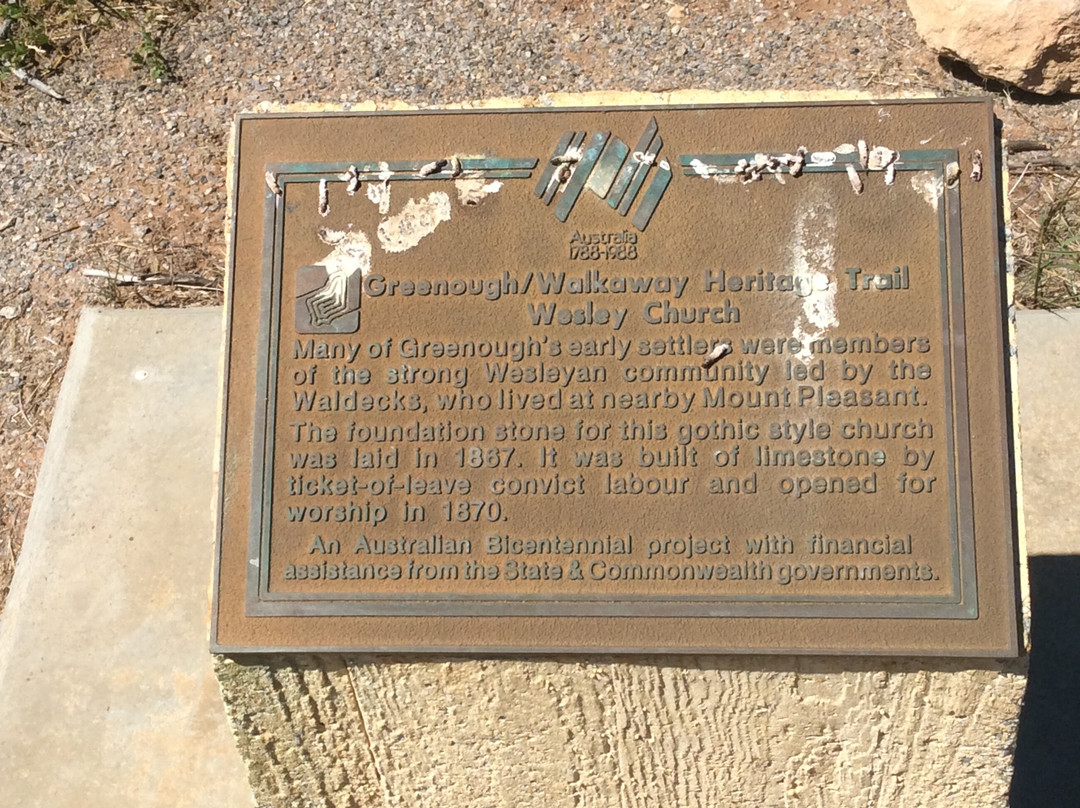 Australia
1788-1988
Greenough/Walkaway Heritage Trail
Wesley Church
Many of Greenough's early settlers were members
of the strong Wesleyan community led by the
Waldecks, who lived at nearby Mount Pleasant.
The foundation stone for this gothic style church
was laid in 1867. It was built of limestone by
ticket-of-leave convict labour and opened for
worship in 1870.
An Australian Bicentennial project with financial
assistance from the State & Commonwealth governments.